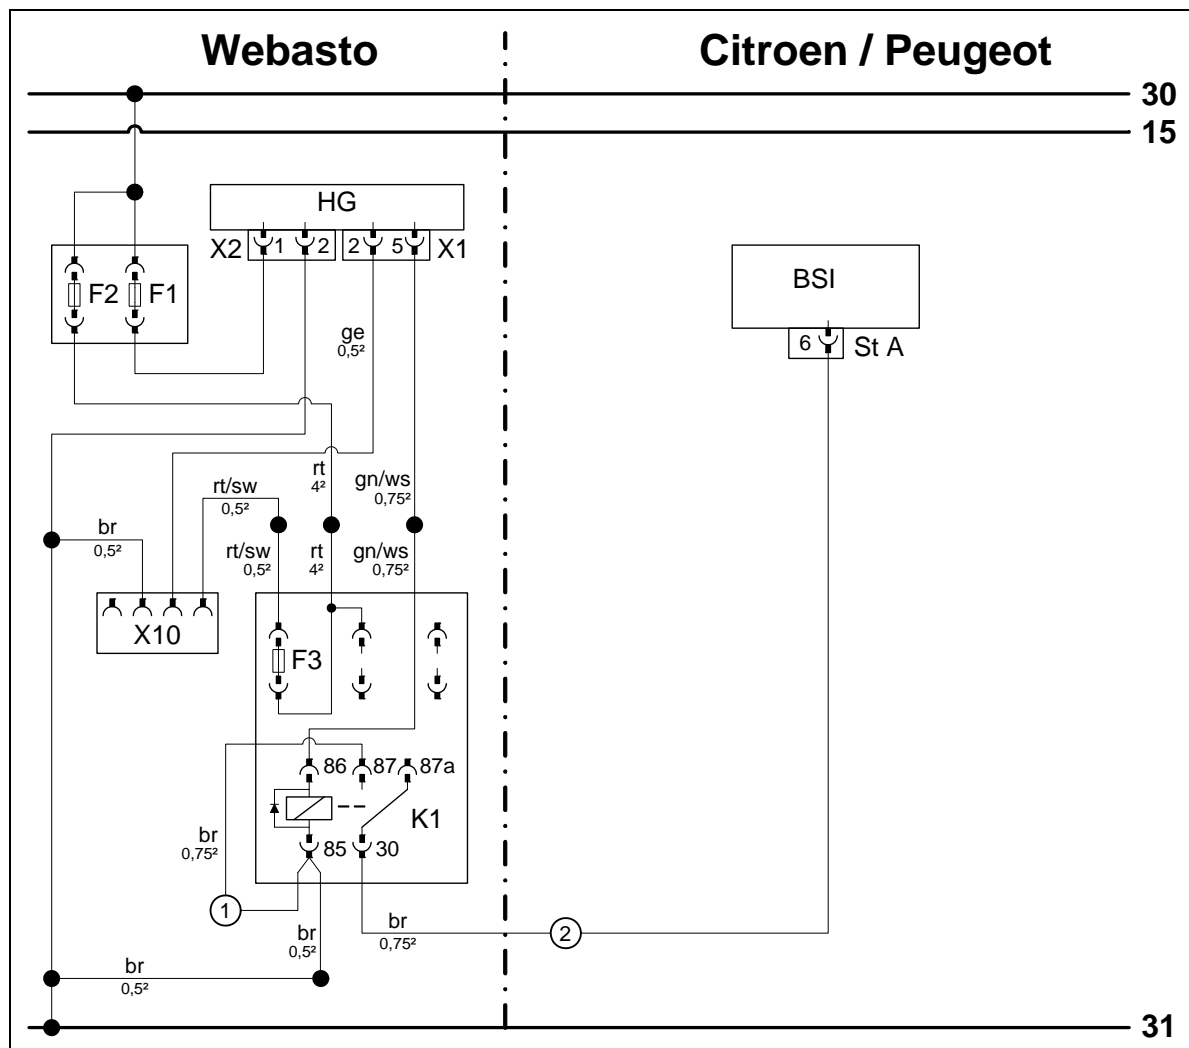 Webasto
Citroen / Peugeot
30
15
HG
X2 1 2 2 5 X1
BSI
F2 F1
6 St A
ge
0,5²
rt
4²
gn/ws
0,75²
rt/sw
0,5²
br
0,5²
rt/sw
0,5²
rt
4²
gn/ws
0,75²
X10
F3
86 87 87a
K1
br
0,75²
85 30
1
br
0,5²
br
0,75²
2
br
0,5²
31